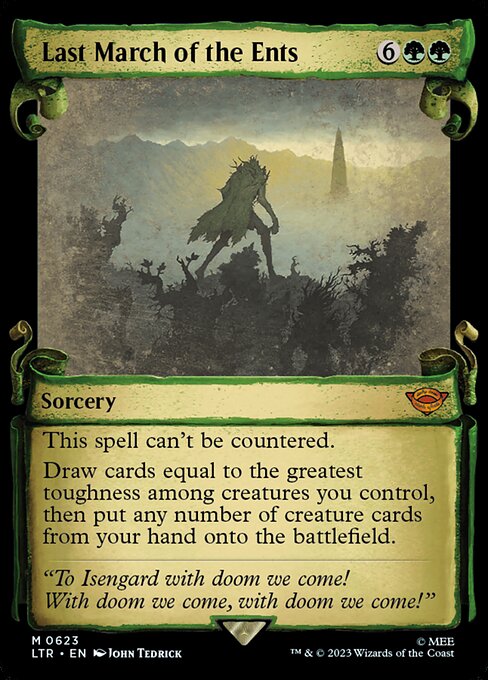 Last March of the Ents 6
Sorcery
This spell can't be countered.
Draw cards equal to the greatest
toughness among creatures you control,
then put any number of creature cards
from your hand onto the battlefield.
“To Isengard with doom we come!
With doom we come, with doom we come!”
M 0623 © MEE
LTR • EN JOHN TEDRICK ™ & © 2023 Wizards of the Coast